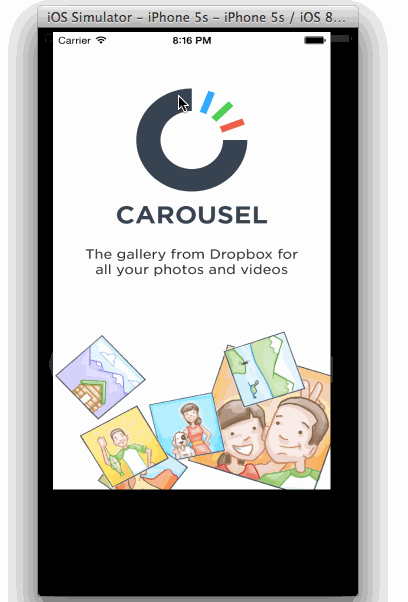 iOS Simulator – iPhone 5s – iPhone 5s / iOS 8...
Carrier 8:16 PM
CAROUSEL
The gallery from Dropbox for
all your photos and videos